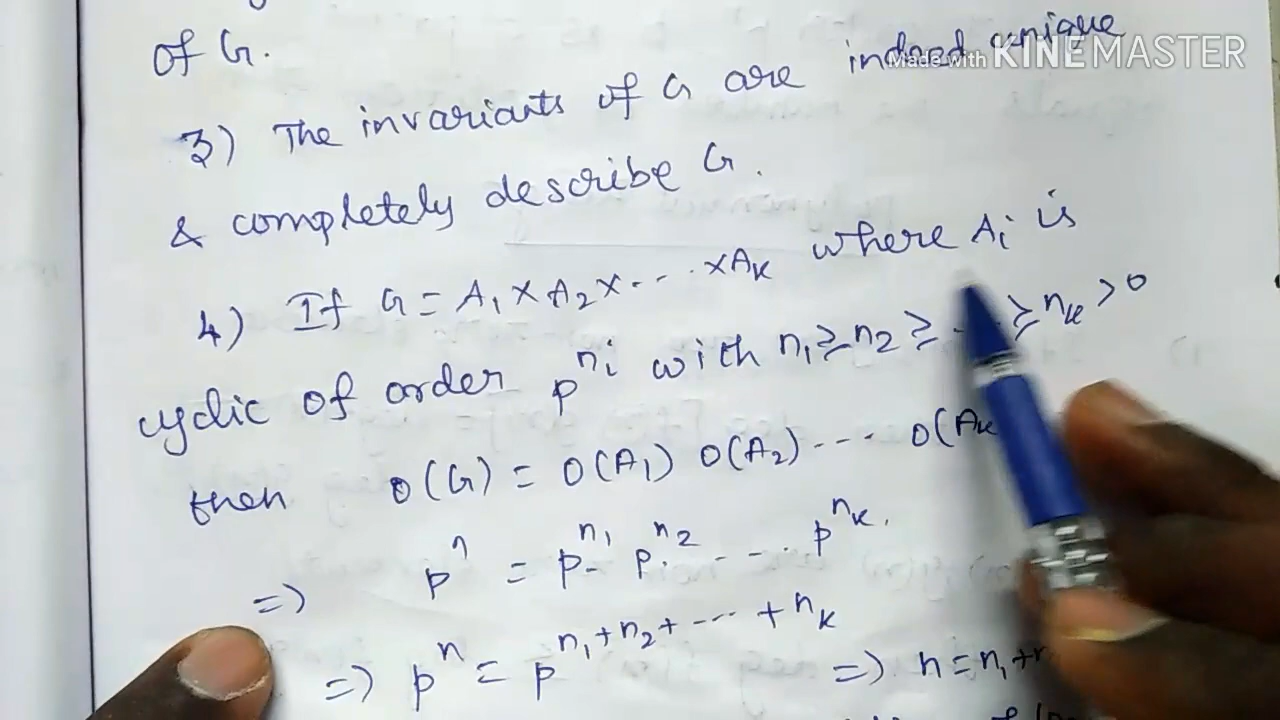 Made with KINEMASTER
of G.
3) The invariants of G are indeed unique
& completely describe G.
4) If G = A₁ × A₂ × - - ··· × Aₖ where Aᵢ is
cyclic of order p^nᵢ with n₁ ≥ n₂ ≥ ... ≥ nₖ > 0
then O(G) = O(A₁) O(A₂) --- O(Aₖ
=> p^n = p^n₁ p^n₂ - - - · p^nₖ.
=> p^n = p^n₁+n₂+ --- + nₖ => n = n₁+